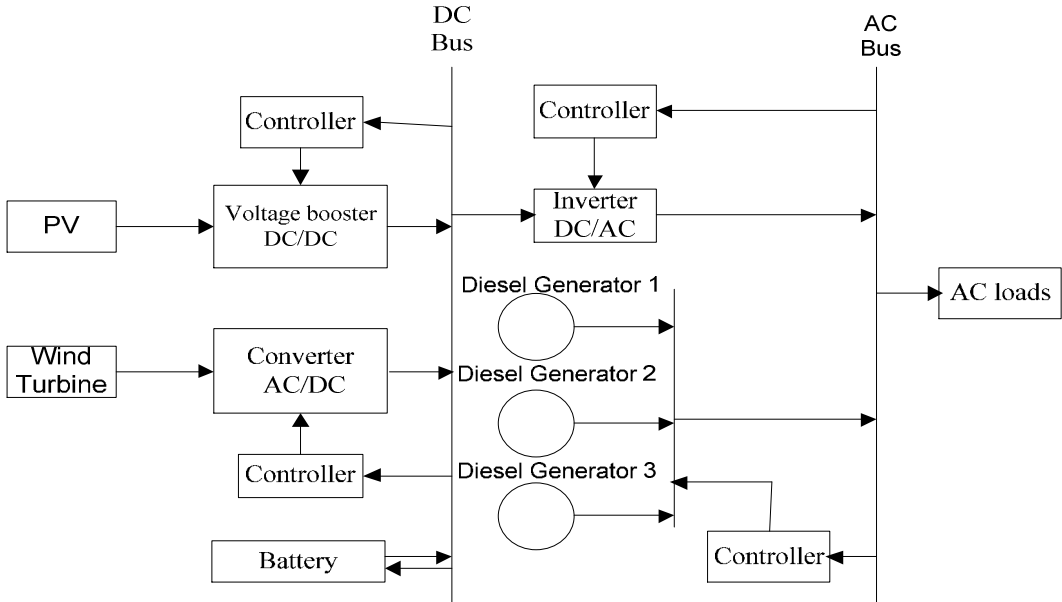 DC
Bus
AC
Bus
Controller
Controller
PV
Voltage booster
DC/DC
Inverter
DC/AC
Diesel Generator 1
AC loads
Wind
Turbine
Converter
AC/DC
Diesel Generator 2
Controller
Diesel Generator 3
Battery
Controller